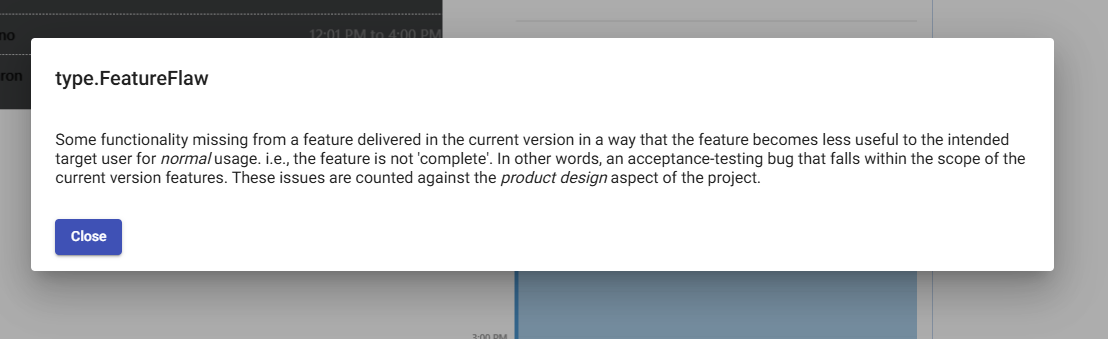 no 12:01 PM to 4:00 PM
ron
type.FeatureFlaw
Some functionality missing from a feature delivered in the current version in a way that the feature becomes less useful to the intended
target user for normal usage. i.e., the feature is not 'complete'. In other words, an acceptance-testing bug that falls within the scope of the
current version features. These issues are counted against the product design aspect of the project.
Close
3:00 PM